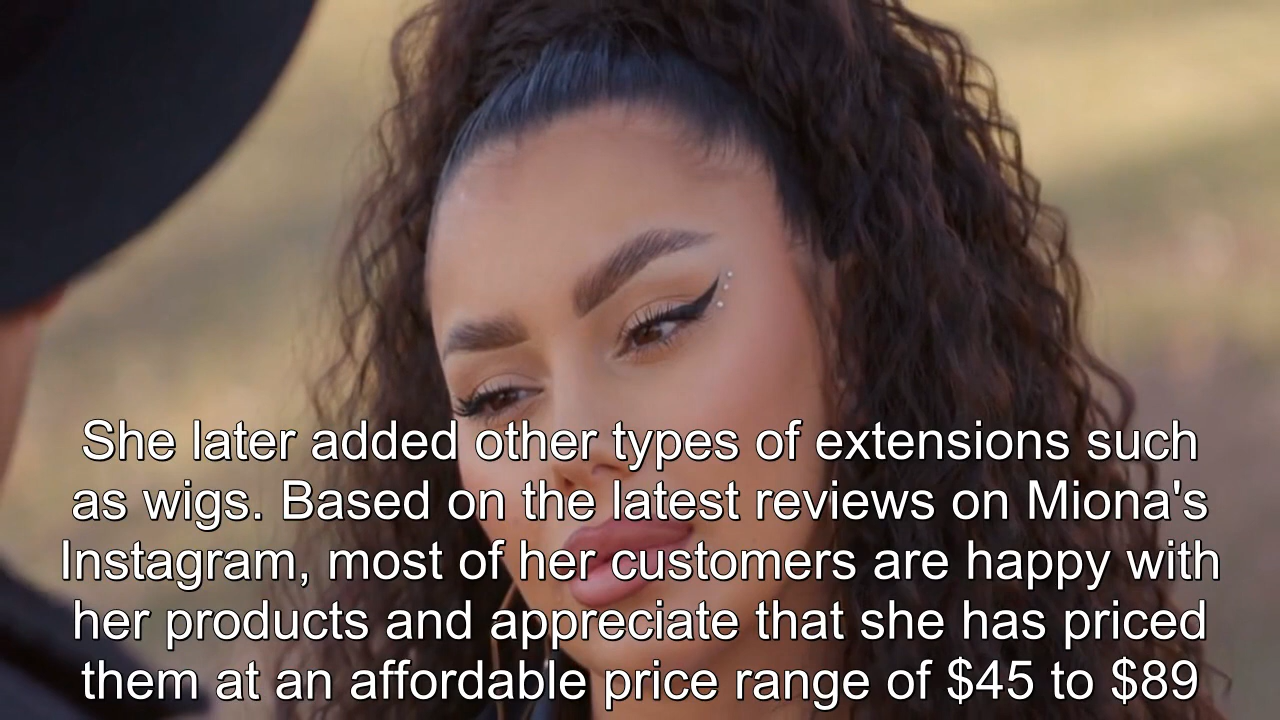 She later added other types of extensions such
as wigs. Based on the latest reviews on Miona's
Instagram, most of her customers are happy with
her products and appreciate that she has priced
them at an affordable price range of $45 to $89